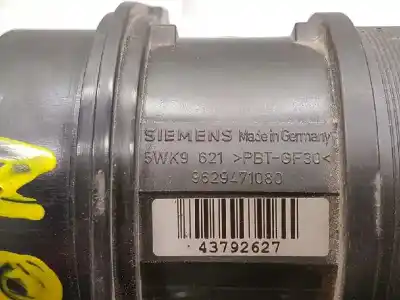 SIEMENS Made in Germany
5WK9 621 >PBT-GF30<
9629471080
43792627